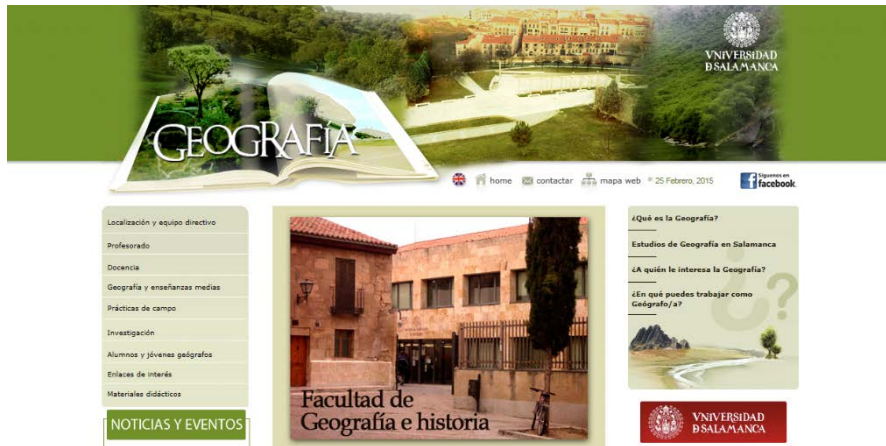 VNiVERSiDAD
D SALAMANCA
GEOGRAFÍA
home
contactar
mapa web
25 Febrero, 2015
Síguenos en
facebook
Localización y equipo directivo
Profesorado
Docencia
Geografía y enseñanzas medias
Prácticas de campo
Investigación
Alumnos y jóvenes geógrafos
Enlaces de Interés
Materiales didácticos
NOTICIAS Y EVENTOS
Facultad de
Geografía e historia
¿Qué es la Geografía?
Estudios de Geografía en Salamanca
¿A quién le interesa la Geografía?
¿En qué puedes trabajar como
Geógrafo/a?
¿?
VNiVERSiDAD
D SALAMANCA